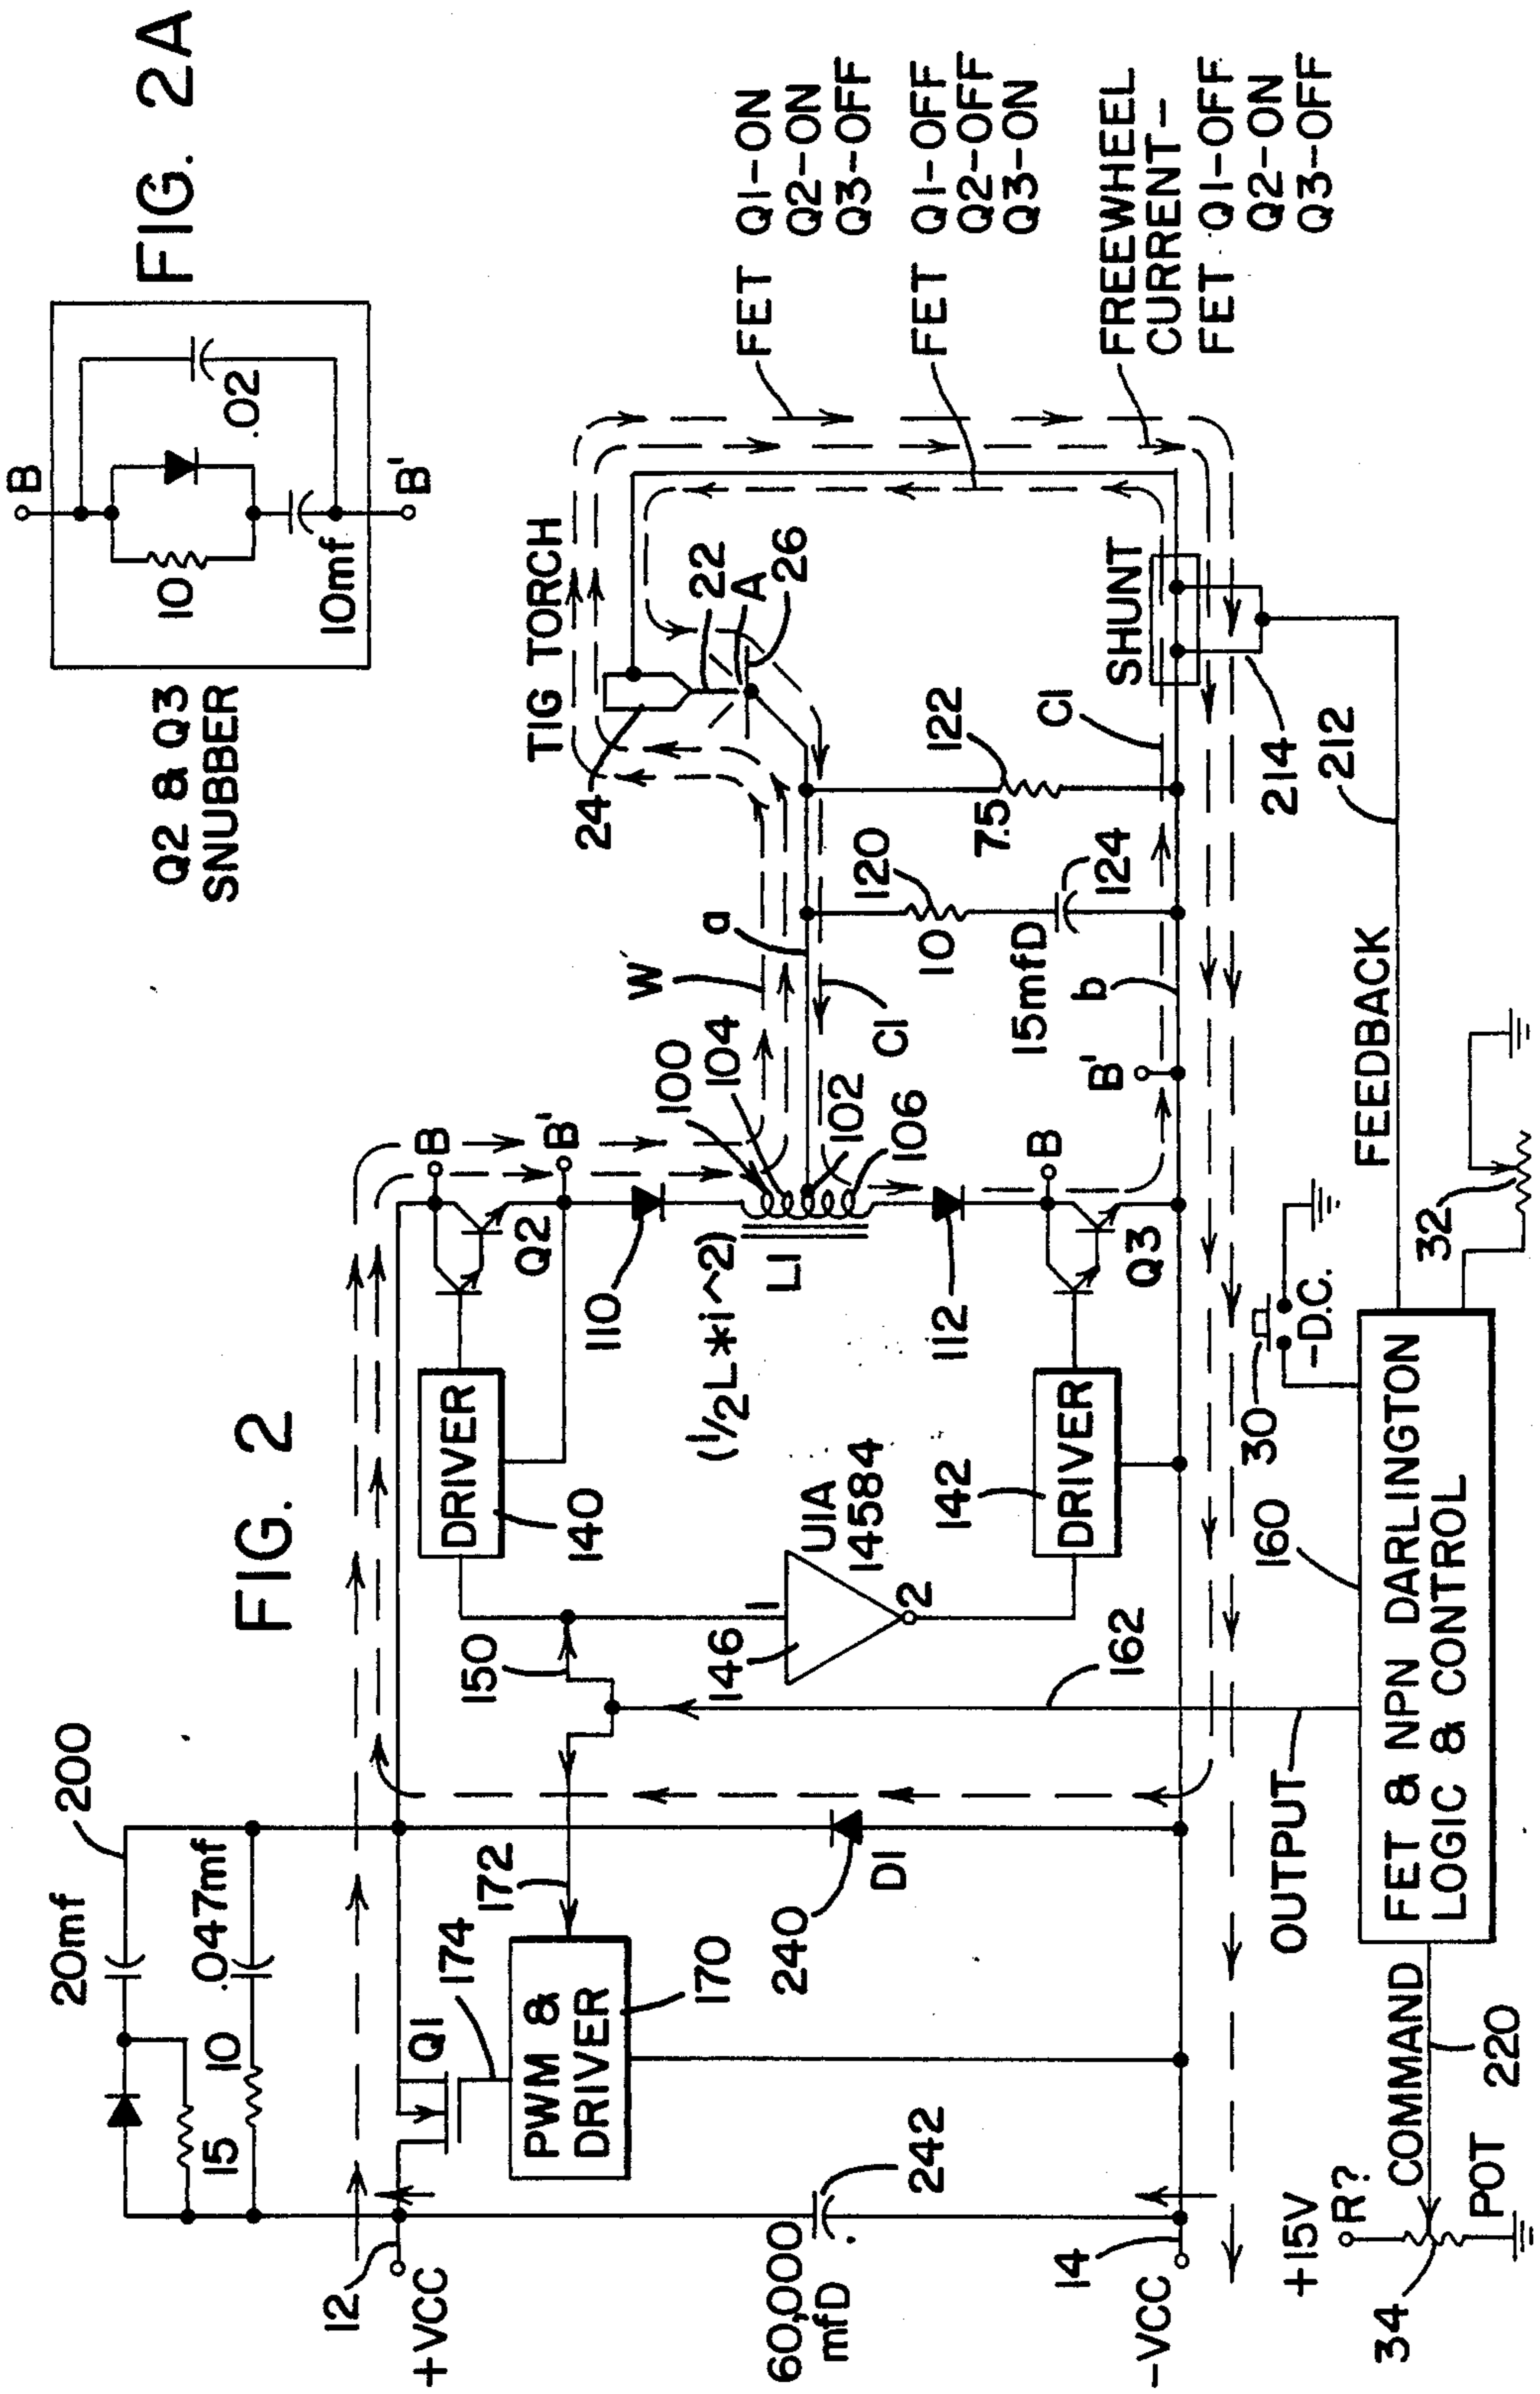 FIG. 2A
Q2 & Q3
SNUBBER
B
10
.02
10mf
B'
FIG. 2
200
20mf
.047mf
15
10
12
+VCC
Q1
174
172
PWM &
DRIVER
170
240
D1
242
60,000
mfD
14
-VCC
150
DRIVER
140
146
1
2
U1A
14584
142
DRIVER
162
B
Q2
B'
110
(1/2L*i^2)
L1
100
104
102
106
112
B
Q3
B'
W
a
C1
b
120
10
15mfD
124
122
7.5
C1
TIG TORCH
24
22
A
26
SHUNT
214
212
FEEDBACK
FET Q1-ON
Q2-ON
Q3-OFF
FET Q1-OFF
Q2-OFF
Q3-ON
FREEWHEEL
CURRENT-
FET Q1-OFF
Q2-ON
Q3-OFF
+15V
R?
34
POT
COMMAND
220
OUTPUT
160
FET & NPN DARLINGTON
LOGIC & CONTROL
30
-D.C.
32